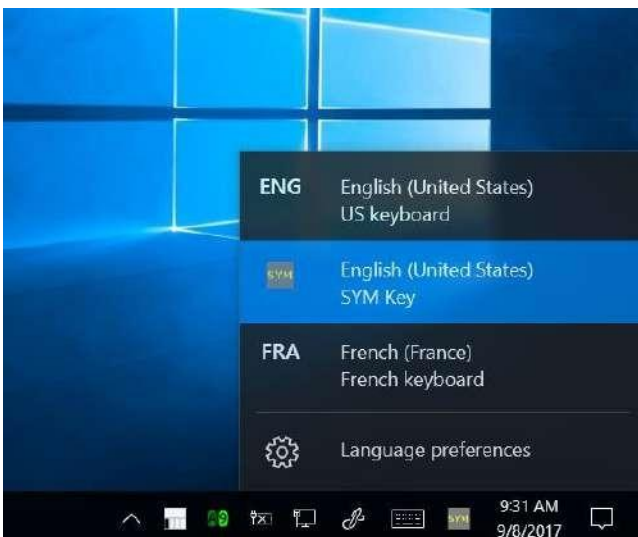 ENG English (United States)
US keyboard
SYM English (United States)
SYM Key
FRA French (France)
French keyboard
Language preferences
SYM 9:31 AM
9/8/2017